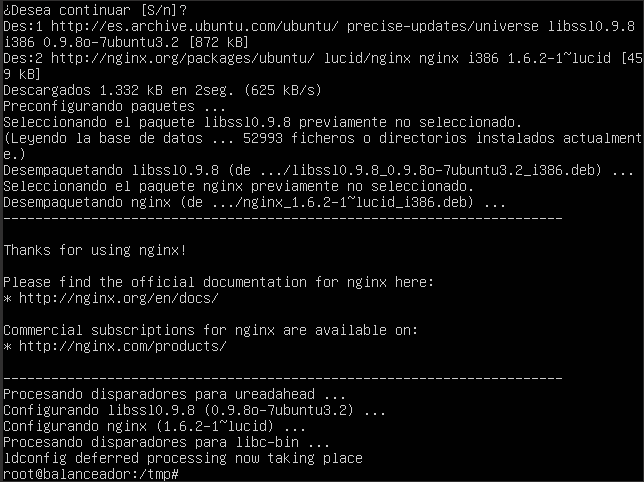 ¿Desea continuar [S/n]?
Des:1 http://es.archive.ubuntu.com/ubuntu/ precise-updates/universe libssl0.9.8
i386 0.9.8o-7ubuntu3.2 [872 kB]
Des:2 http://nginx.org/packages/ubuntu/ lucid/nginx nginx i386 1.6.2-1~lucid [45
9 kB]
Descargados 1.332 kB en 2seg. (625 kB/s)
Preconfigurando paquetes ...
Seleccionando el paquete libssl0.9.8 previamente no seleccionado.
(Leyendo la base de datos ... 52993 ficheros o directorios instalados actualment
e.)
Desempaquetando libssl0.9.8 (de .../libssl0.9.8_0.9.8o-7ubuntu3.2_i386.deb) ...
Seleccionando el paquete nginx previamente no seleccionado.
Desempaquetando nginx (de .../nginx_1.6.2-1~lucid_i386.deb) ...
----------------------------------------------------------------------
Thanks for using nginx!
Please find the official documentation for nginx here:
* http://nginx.org/en/docs/
Commercial subscriptions for nginx are available on:
* http://nginx.com/products/
----------------------------------------------------------------------
Procesando disparadores para ureadahead ...
Configurando libssl0.9.8 (0.9.8o-7ubuntu3.2) ...
Configurando nginx (1.6.2-1~lucid) ...
Procesando disparadores para libc-bin ...
ldconfig deferred processing now taking place
root@balanceador:/tmp#